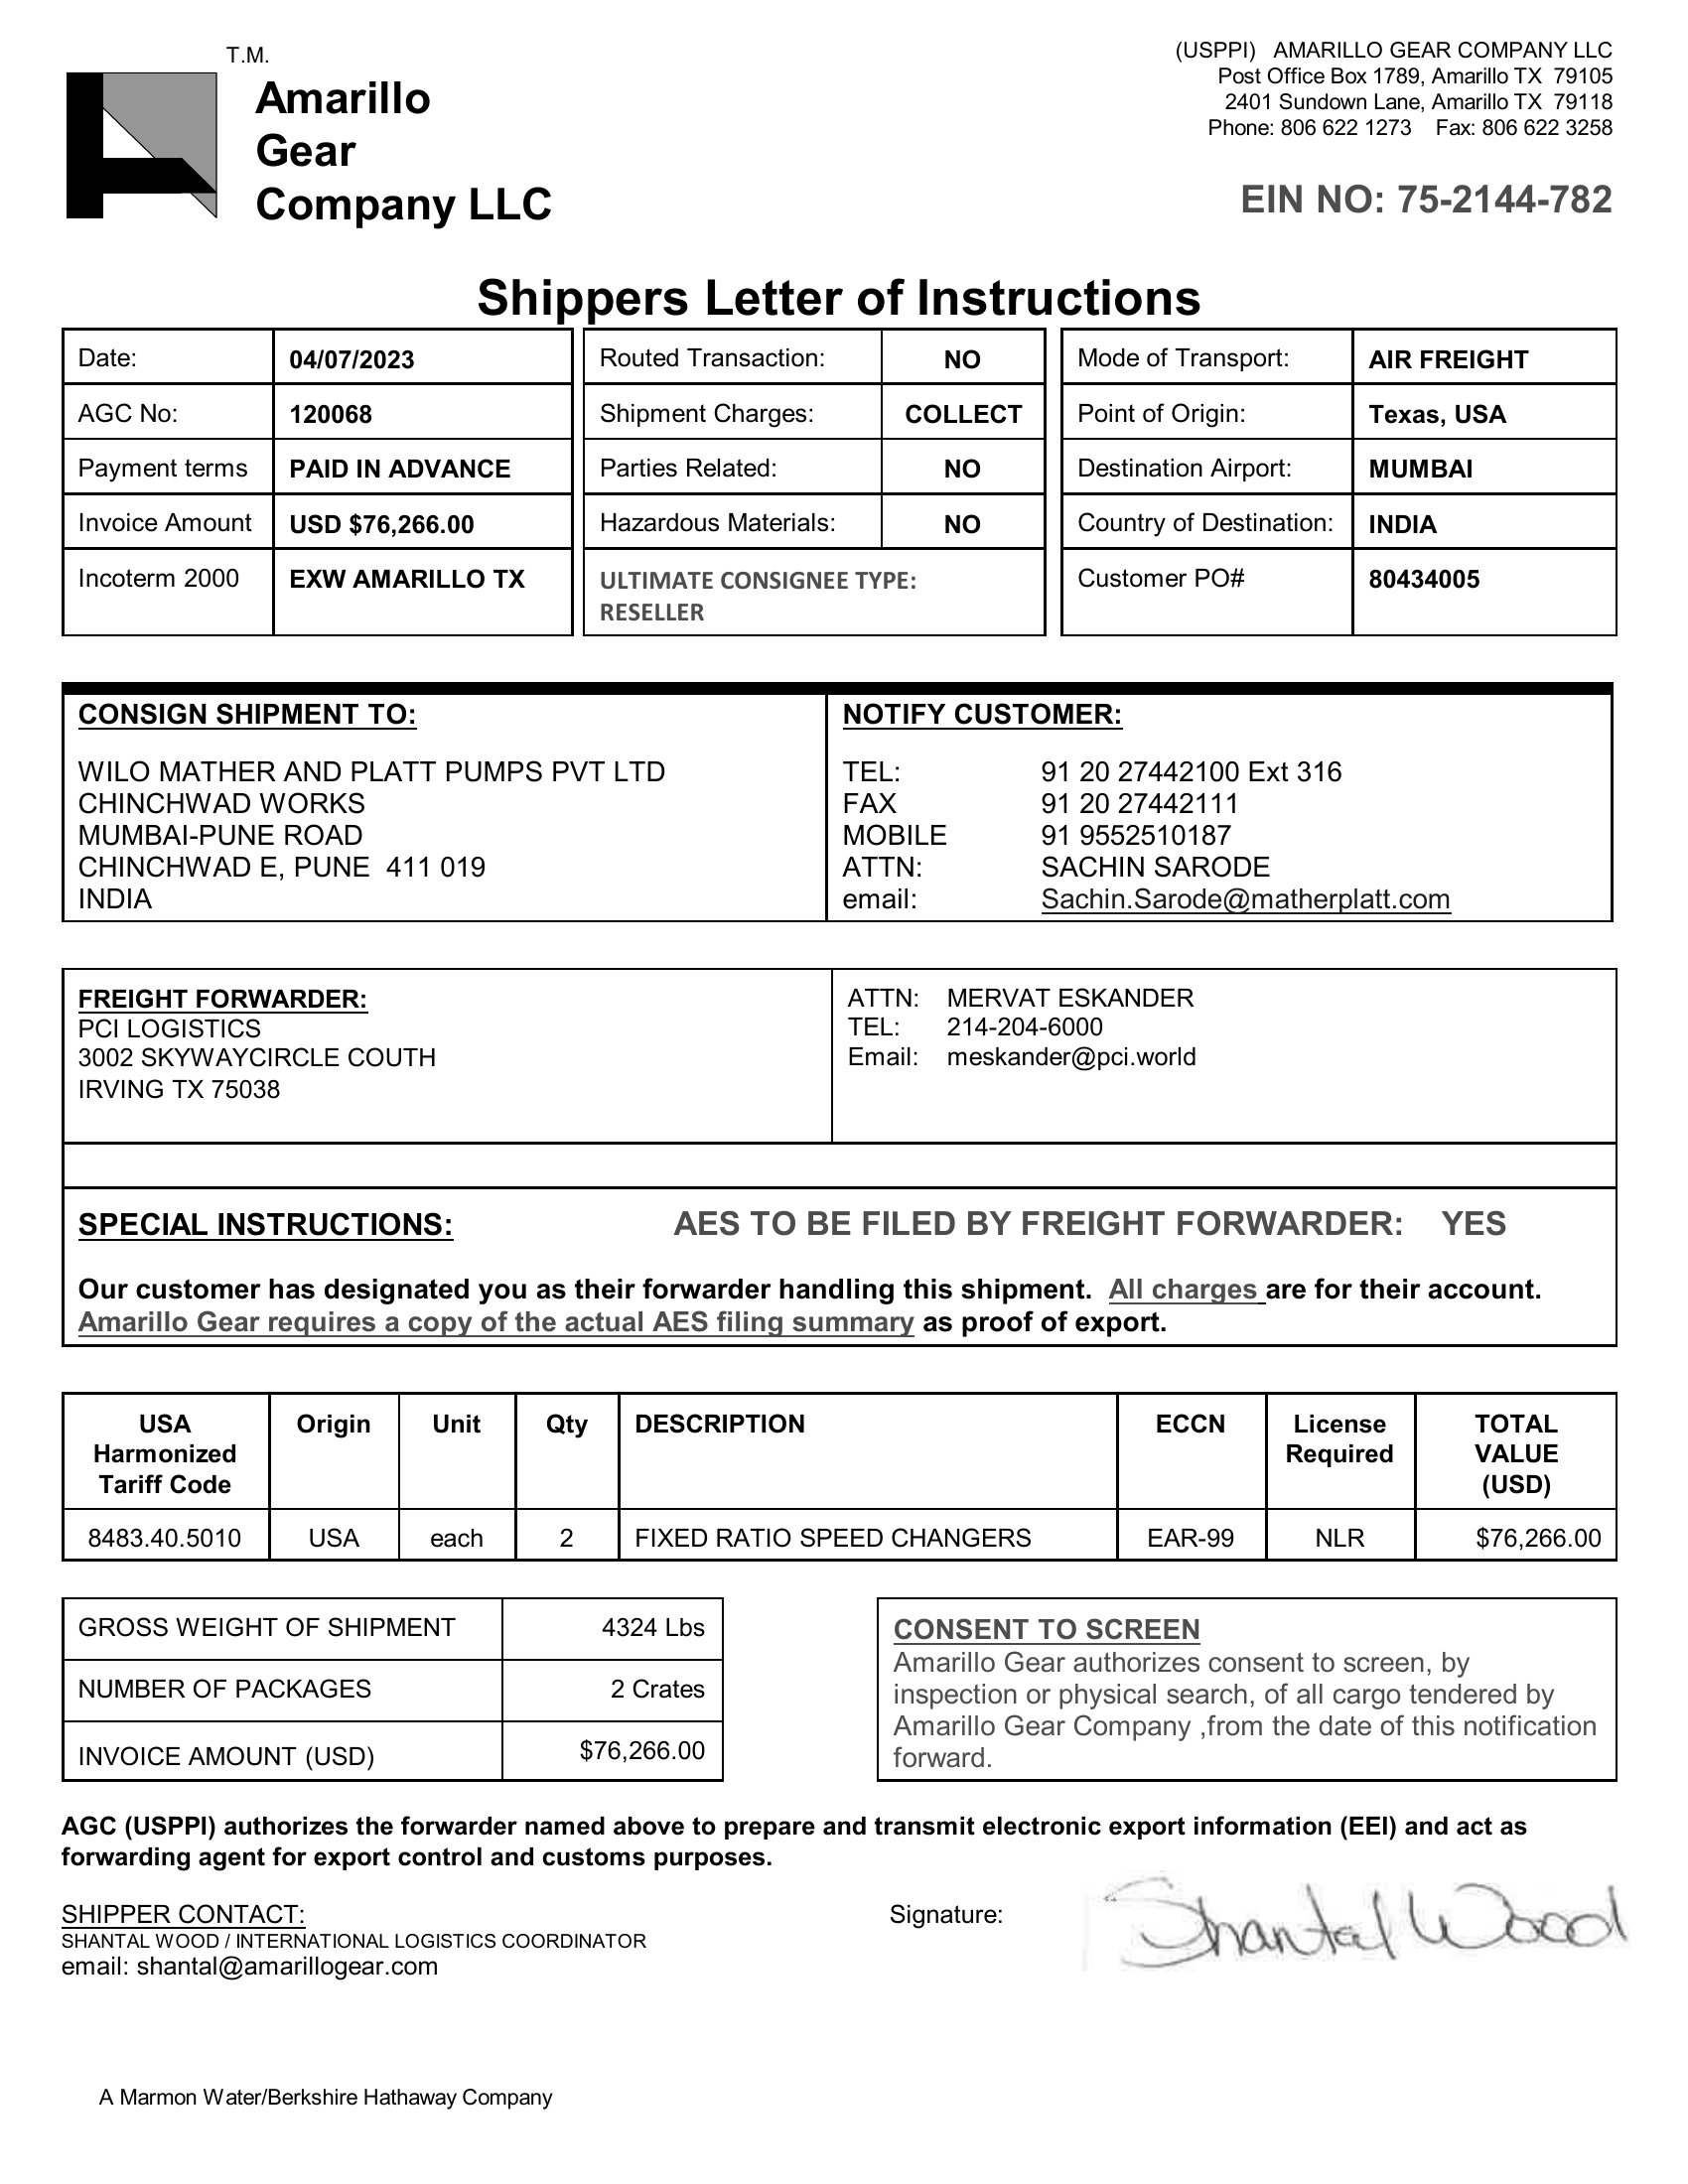 T.M.
Amarillo
Gear
Company LLC
(USPPI) AMARILLO GEAR COMPANY LLC
Post Office Box 1789, Amarillo TX 79105
2401 Sundown Lane, Amarillo TX 79118
Phone: 806 622 1273 Fax: 806 622 3258
EIN NO: 75-2144-782
Shippers Letter of Instructions
Date: 04/07/2023 Routed Transaction: NO Mode of Transport: AIR FREIGHT
AGC No: 120068 Shipment Charges: COLLECT Point of Origin: Texas, USA
Payment terms PAID IN ADVANCE Parties Related: NO Destination Airport: MUMBAI
Invoice Amount USD $76,266.00 Hazardous Materials: NO Country of Destination: INDIA
Incoterm 2000 EXW AMARILLO TX ULTIMATE CONSIGNEE TYPE: Customer PO# 80434005
RESELLER
CONSIGN SHIPMENT TO:
WILO MATHER AND PLATT PUMPS PVT LTD
CHINCHWAD WORKS
MUMBAI-PUNE ROAD
CHINCHWAD E, PUNE 411 019
INDIA
NOTIFY CUSTOMER:
TEL: 91 20 27442100 Ext 316
FAX 91 20 27442111
MOBILE 91 9552510187
ATTN: SACHIN SARODE
email: Sachin.Sarode@matherplatt.com
FREIGHT FORWARDER:
PCI LOGISTICS
3002 SKYWAYCIRCLE COUTH
IRVING TX 75038
ATTN: MERVAT ESKANDER
TEL: 214-204-6000
Email: meskander@pci.world
SPECIAL INSTRUCTIONS: AES TO BE FILED BY FREIGHT FORWARDER: YES
Our customer has designated you as their forwarder handling this shipment. All charges are for their account.
Amarillo Gear requires a copy of the actual AES filing summary as proof of export.
USA Origin Unit Qty DESCRIPTION ECCN License TOTAL
Harmonized Required VALUE
Tariff Code (USD)
8483.40.5010 USA each 2 FIXED RATIO SPEED CHANGERS EAR-99 NLR $76,266.00
GROSS WEIGHT OF SHIPMENT 4324 Lbs
NUMBER OF PACKAGES 2 Crates
INVOICE AMOUNT (USD) $76,266.00
CONSENT TO SCREEN
Amarillo Gear authorizes consent to screen, by
inspection or physical search, of all cargo tendered by
Amarillo Gear Company ,from the date of this notification
forward.
AGC (USPPI) authorizes the forwarder named above to prepare and transmit electronic export information (EEI) and act as
forwarding agent for export control and customs purposes.
SHIPPER CONTACT:
SHANTAL WOOD / INTERNATIONAL LOGISTICS COORDINATOR
email: shantal@amarillogear.com
Signature: Shantal Wood
A Marmon Water/Berkshire Hathaway Company